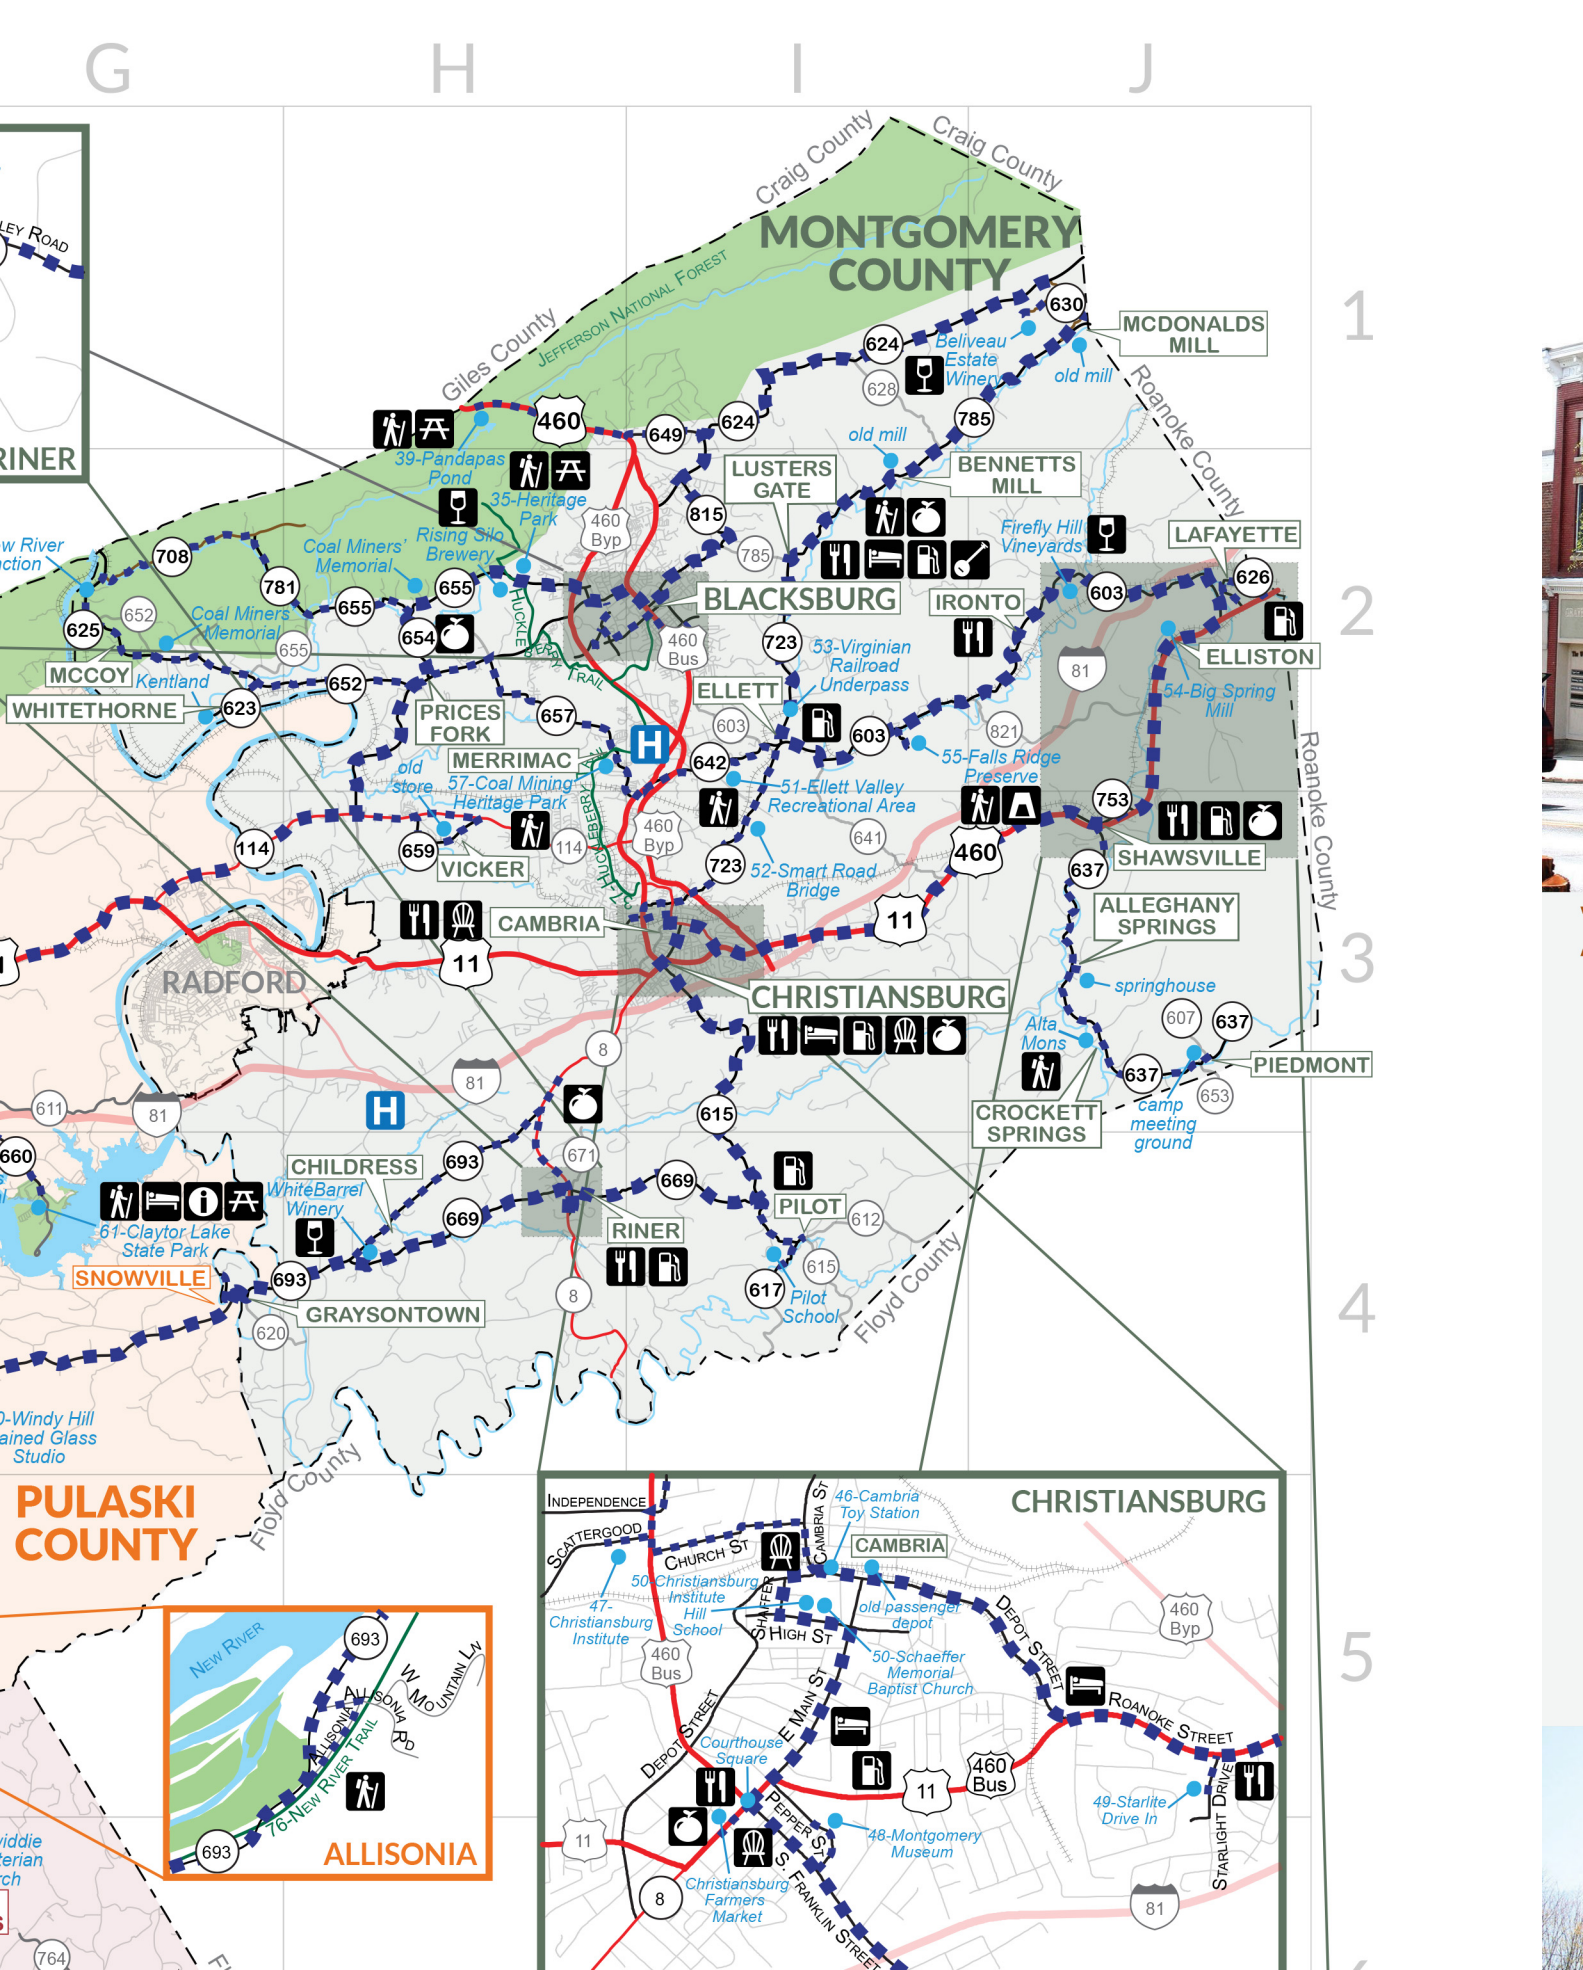 G
H
I
J
1
2
3
4
5
Craig County
Craig County
MONTGOMERY
COUNTY
JEFFERSON NATIONAL FOREST
Giles County
Roanoke County
Roanoke County
Roanoke County
ROAD
RINER
630
MCDONALDS
MILL
624
Beliveau
Estate
Winery
old mill
628
460
649
624
785
39-Pandapas
Pond
old mill
LUSTERS
GATE
BENNETTS
MILL
35-Heritage
Park
815
460
Byp
Rising Silo
Brewery
Firefly Hill
Vineyards
LAFAYETTE
708
785
Coal Miners'
Memorial
781
655
655
603
626
BLACKSBURG
IRONTO
652
Coal Miners'
Memorial
654
HUCKLEBERRY TRAIL
625
655
460
Bus
723
53-Virginian
Railroad
Underpass
81
ELLISTON
MCCOY
Kentland
652
ELLETT
54-Big Spring
Mill
WHITETHORNE
623
PRICES
FORK
657
603
603
821
H
MERRIMAC
642
55-Falls Ridge
Preserve
old
store
57-Coal Mining
Heritage Park
51-Ellett Valley
Recreational Area
753
HUCKLEBERRY
114
659
114
460
Byp
641
460
VICKER
723
52-Smart Road
Bridge
637
SHAWSVILLE
CAMBRIA
11
11
ALLEGHANY
SPRINGS
RADFORD
CHRISTIANSBURG
springhouse
607
637
Alta
Mons
8
81
637
PIEDMONT
H
615
653
611
81
CROCKETT
SPRINGS
camp
meeting
ground
660
693
671
CHILDRESS
WhiteBarrel
Winery
669
669
PILOT
612
61-Claytor Lake
State Park
RINER
SNOWVILLE
693
615
617
Pilot
School
8
GRAYSONTOWN
620
Floyd County
Floyd County
Studio
PULASKI
COUNTY
CHRISTIANSBURG
INDEPENDENCE
SCATTERGOOD
CHURCH ST
CAMBRIA ST
46-Cambria
Toy Station
CAMBRIA
50-Christiansburg
Institute
Hill
School
47-
Christiansburg
Institute
SHAFFER
HIGH ST
old passenger
depot
DEPOT STREET
460
Byp
460
Bus
50-Schaeffer
Memorial
Baptist Church
E MAIN ST
ROANOKE STREET
DEPOT STREET
Courthouse
Square
11
460
Bus
49-Starlite
Drive In
STARLIGHT DRIVE
PEPPER ST
48-Montgomery
Museum
11
8
Christiansburg
Farmers
Market
S. FRANKLIN STREET
81
NEW RIVER
693
W MOUNTAIN LN
ALLISONIA RD
ALLISONIA
76-NEW RIVER TRAIL
693
ALLISONIA
764